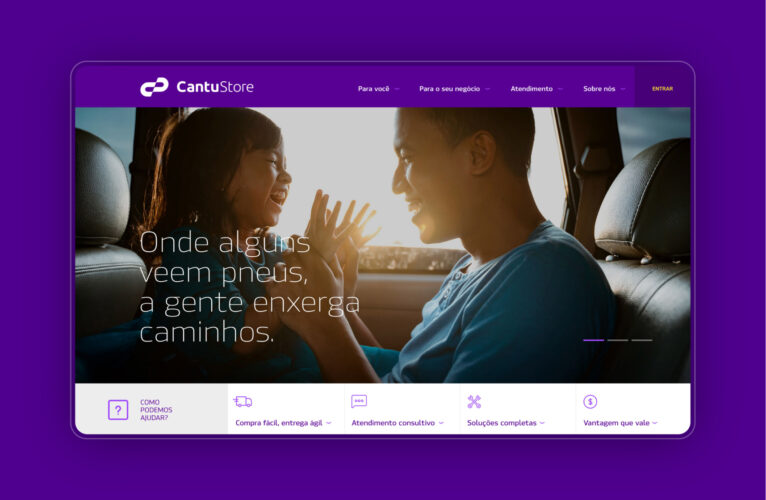 CantuStore
Para você
Para o seu negócio
Atendimento
Sobre nós
ENTRAR
Onde alguns
veem pneus,
a gente enxerga
caminhos.
?
COMO
PODEMOS
AJUDAR?
Compra fácil, entrega ágil
Atendimento consultivo
Soluções completas
$
Vantagem que vale